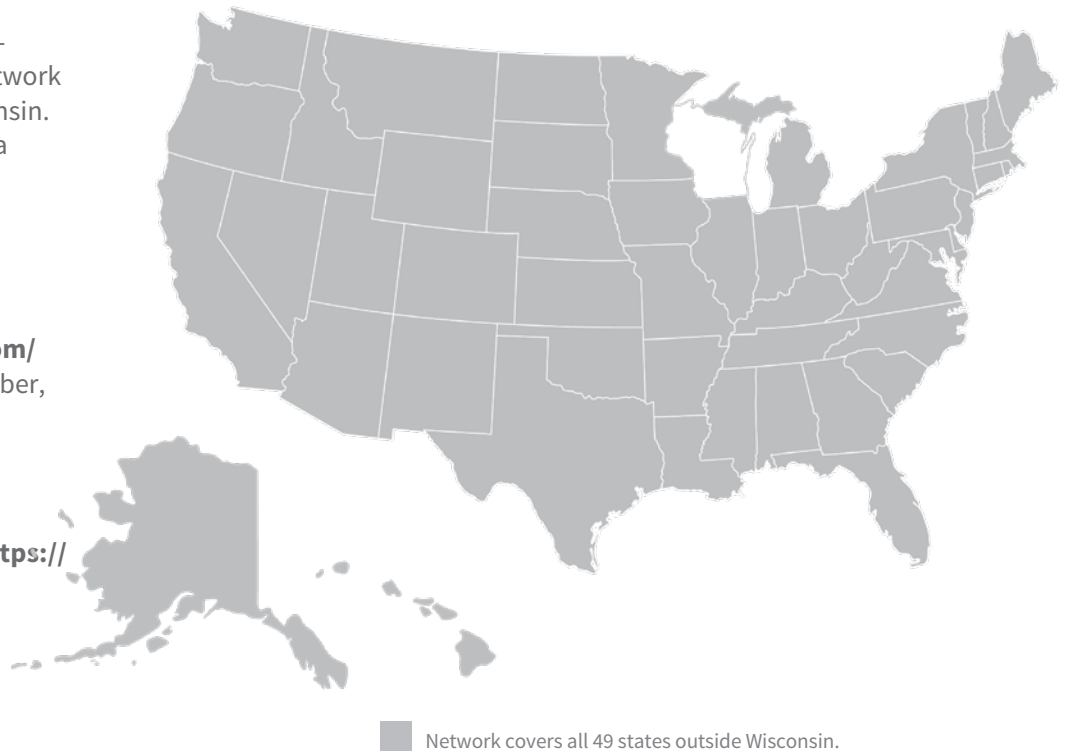 twork
nsin.
a
om/
ber,
tps://
Network covers all 49 states outside Wisconsin.